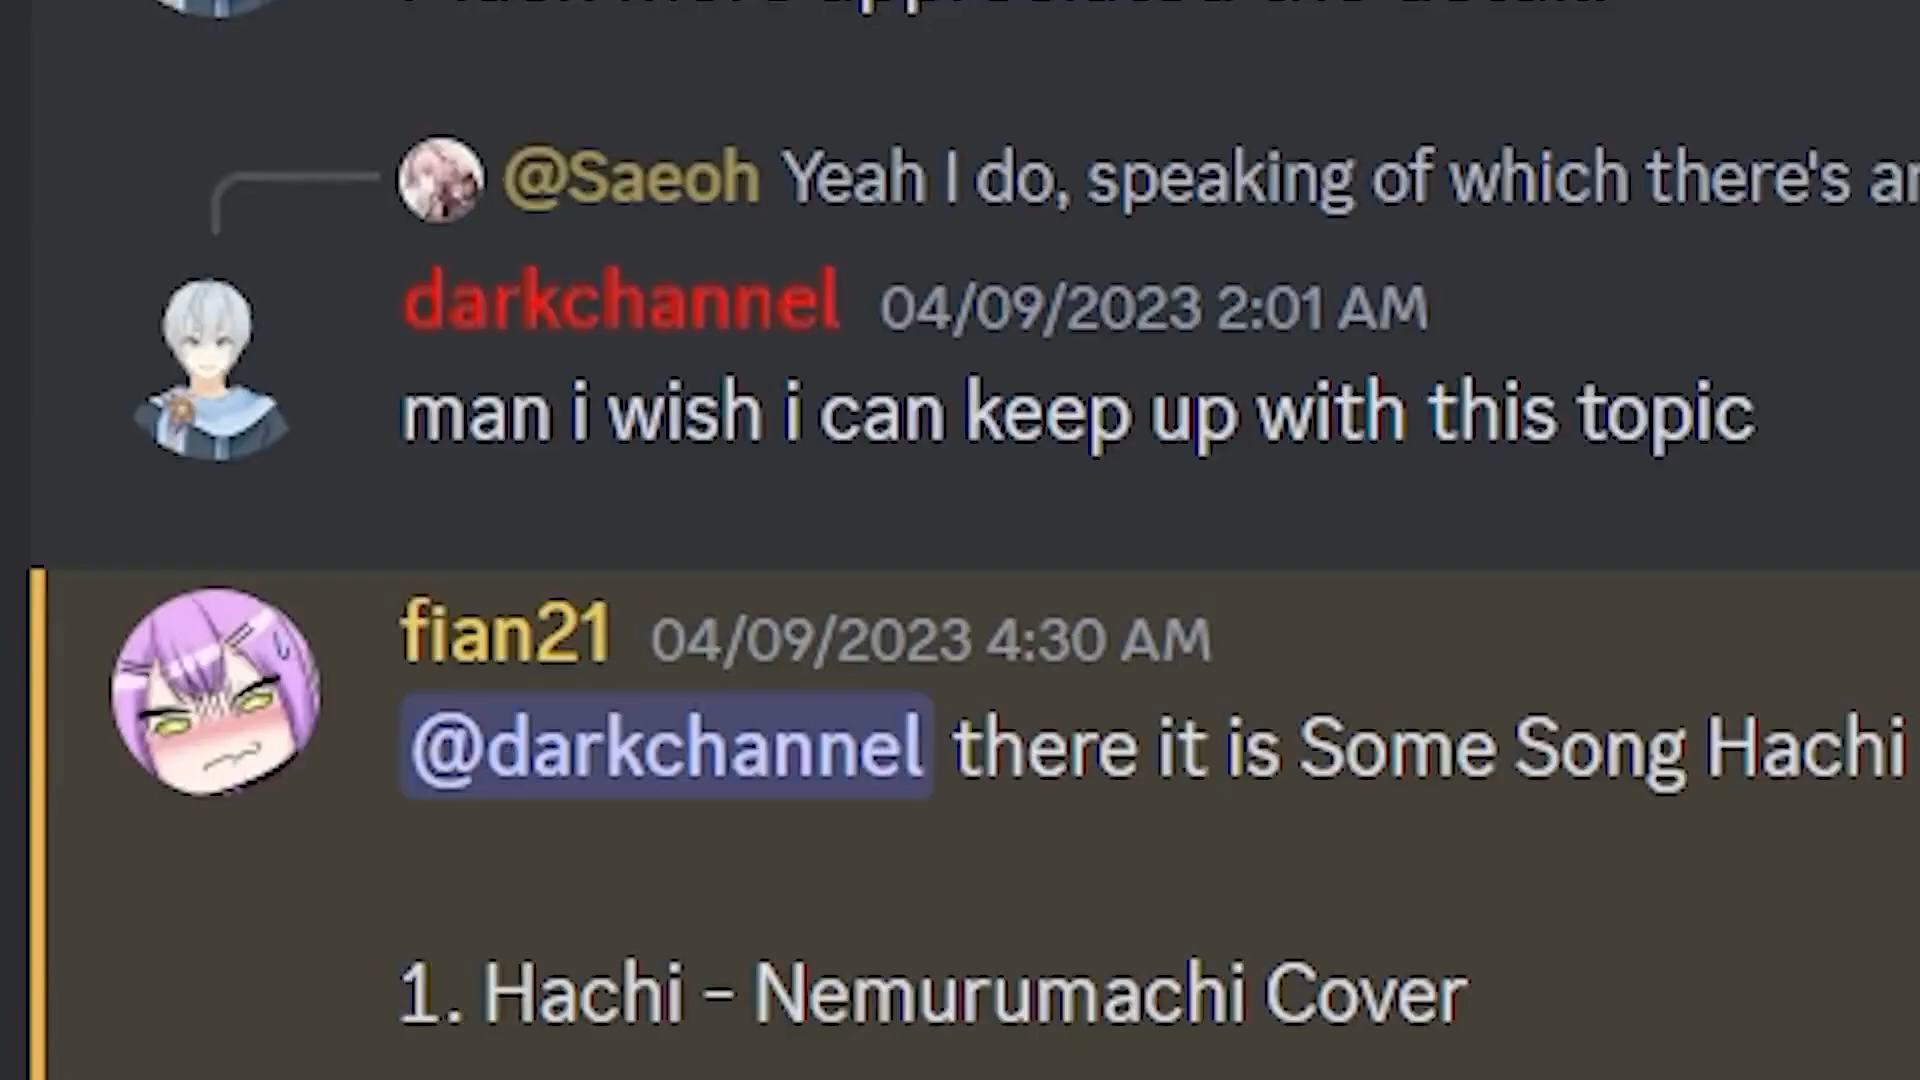 @Saeoh Yeah I do, speaking of which there's
darkchannel 04/09/2023 2:01 AM
man i wish i can keep up with this topic
fian21 04/09/2023 4:30 AM
@darkchannel there it is Some Song Hachi
1. Hachi - Nemurumachi Cover